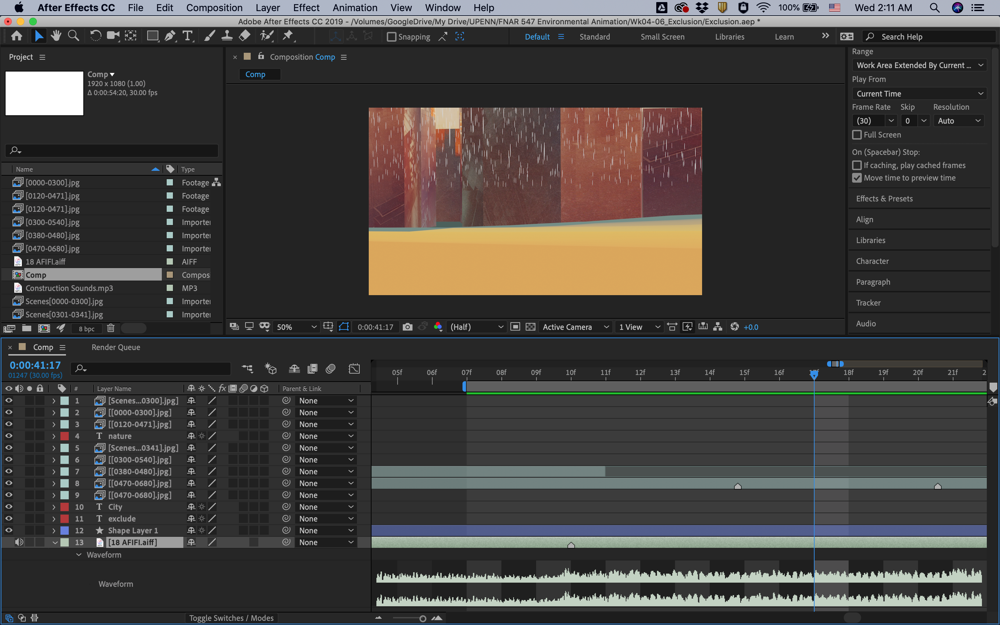 After Effects CC File Edit Composition Layer Effect Animation View Window Help 100% Wed 2:11 AM
Adobe After Effects CC 2019 - /Volumes/GoogleDrive/My Drive/UPENN/FNAR 547 Environmental Animation/Wk04-06_Exclusion/Exclusion.aep *
Snapping Default Standard Small Screen Libraries Learn Search Help
Project
Comp
1920 x 1080 (1.00)
Δ 0:00:54:20, 30.00 fps
Name Type
[0000-0300].jpg Footage
[0120-0471].jpg Footage
[0120-0471].jpg Footage
[0300-0540].jpg Importer
[0380-0480].jpg Importer
[0470-0680].jpg Importer
18 AFIFI.aiff AIFF
Comp Compos
Construction Sounds.mp3 MP3
Scenes[0000-0300].jpg Importer
Scenes[0301-0341].jpg Importer
8 bpc
Composition Comp
Comp
50% 0:00:41:17 (Half) Active Camera 1 View +0.0
Range
Work Area Extended By Current ...
Play From
Current Time
Frame Rate Skip Resolution
(30) 0 Auto
Full Screen
On (Spacebar) Stop:
If caching, play cached frames
Move time to preview time
Effects & Presets
Align
Libraries
Character
Paragraph
Tracker
Audio
Comp Render Queue
0:00:41:17
01247 (30.00 fps)
05f 06f 07f 08f 09f 10f 11f 12f 13f 14f 15f 16f 17f 18f 19f 20f 21f 2
# Layer Name fx Parent & Link
1 [Scenes...0300].jpg] None
2 [[0000-0300].jpg] None
3 [[0120-0471].jpg] None
4 T nature None
5 [Scenes...0341].jpg] None
6 [[0300-0540].jpg] None
7 [[0380-0480].jpg] None
8 [[0470-0680].jpg] None
9 [[0470-0680].jpg] None
10 T City None
11 T exclude None
12 Shape Layer 1 None
13 [18 AFIFI.aiff] None
Waveform
Waveform
Toggle Switches / Modes